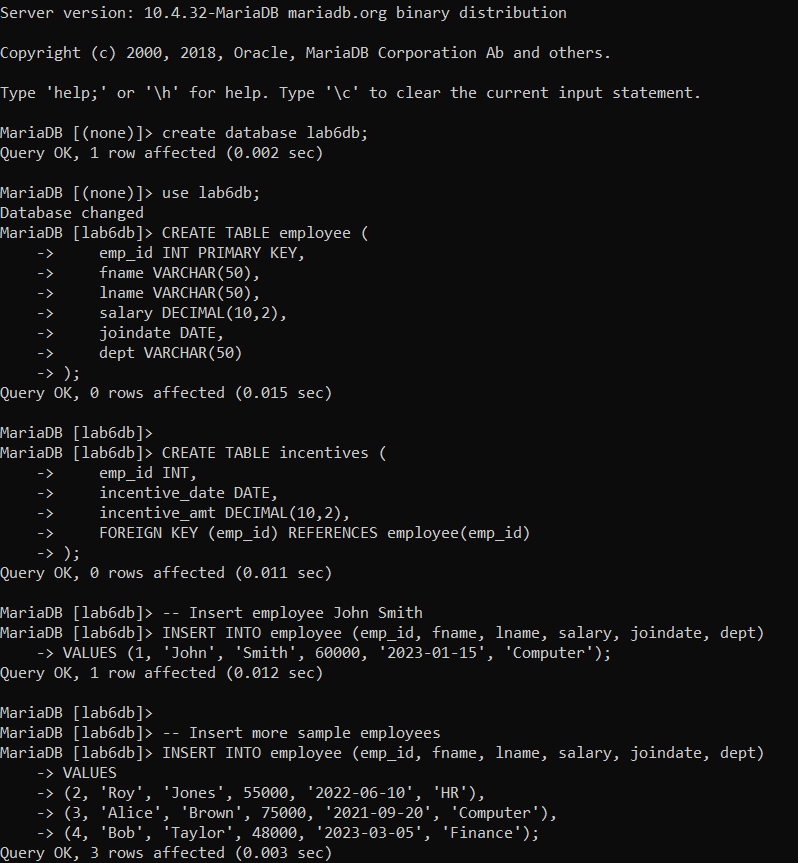 Server version: 10.4.32-MariaDB mariadb.org binary distribution
Copyright (c) 2000, 2018, Oracle, MariaDB Corporation Ab and others.
Type 'help;' or '\h' for help. Type '\c' to clear the current input statement.
MariaDB [(none)]> create database lab6db;
Query OK, 1 row affected (0.002 sec)
MariaDB [(none)]> use lab6db;
Database changed
MariaDB [lab6db]> CREATE TABLE employee (
    ->     emp_id INT PRIMARY KEY,
    ->     fname VARCHAR(50),
    ->     lname VARCHAR(50),
    ->     salary DECIMAL(10,2),
    ->     joindate DATE,
    ->     dept VARCHAR(50)
    -> );
Query OK, 0 rows affected (0.015 sec)
MariaDB [lab6db]>
MariaDB [lab6db]> CREATE TABLE incentives (
    ->     emp_id INT,
    ->     incentive_date DATE,
    ->     incentive_amt DECIMAL(10,2),
    ->     FOREIGN KEY (emp_id) REFERENCES employee(emp_id)
    -> );
Query OK, 0 rows affected (0.011 sec)
MariaDB [lab6db]> -- Insert employee John Smith
MariaDB [lab6db]> INSERT INTO employee (emp_id, fname, lname, salary, joindate, dept)
    -> VALUES (1, 'John', 'Smith', 60000, '2023-01-15', 'Computer');
Query OK, 1 row affected (0.012 sec)
MariaDB [lab6db]>
MariaDB [lab6db]> -- Insert more sample employees
MariaDB [lab6db]> INSERT INTO employee (emp_id, fname, lname, salary, joindate, dept)
    -> VALUES
    -> (2, 'Roy', 'Jones', 55000, '2022-06-10', 'HR'),
    -> (3, 'Alice', 'Brown', 75000, '2021-09-20', 'Computer'),
    -> (4, 'Bob', 'Taylor', 48000, '2023-03-05', 'Finance');
Query OK, 3 rows affected (0.003 sec)